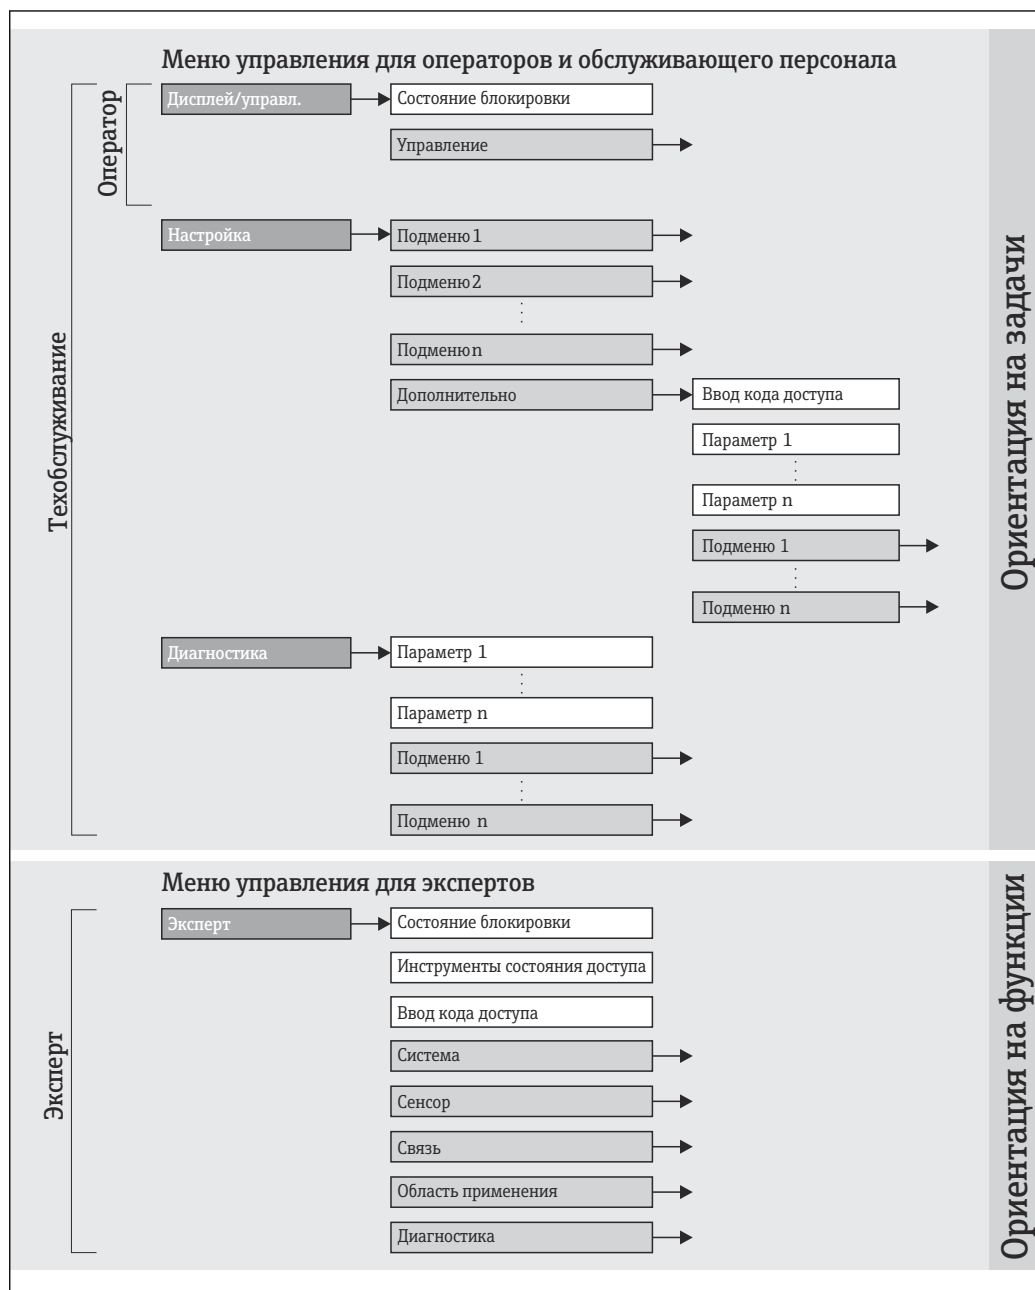 Меню управления для операторов и обслуживающего персонала
Оператор
Дисплей/управл.
Состояние блокировки
Управление
Техобслуживание
Настройка
Подменю 1
Подменю 2
Подменю n
Дополнительно
Ввод кода доступа
Параметр 1
Параметр n
Подменю 1
Подменю n
Диагностика
Параметр 1
Параметр n
Подменю 1
Подменю n
Ориентация на задачи
Меню управления для экспертов
Эксперт
Эксперт
Состояние блокировки
Инструменты состояния доступа
Ввод кода доступа
Система
Сенсор
Связь
Область применения
Диагностика
Ориентация на функции